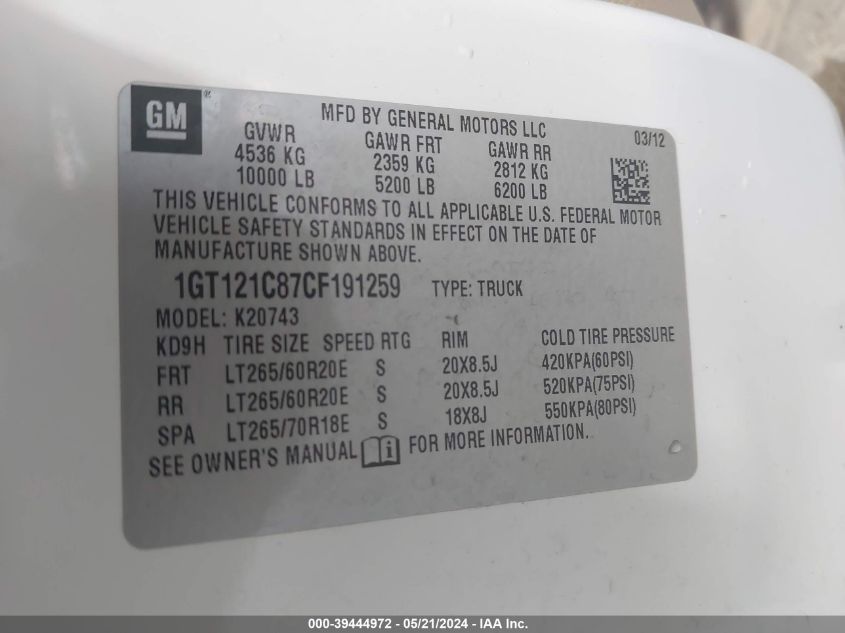 GM®
MFD BY GENERAL MOTORS LLC
03/12
GVWR GAWR FRT GAWR RR
4536 KG 2359 KG 2812 KG
10000 LB 5200 LB 6200 LB
THIS VEHICLE CONFORMS TO ALL APPLICABLE U.S. FEDERAL MOTOR
VEHICLE SAFETY STANDARDS IN EFFECT ON THE DATE OF
MANUFACTURE SHOWN ABOVE.
1GT121C87CF191259 TYPE: TRUCK
MODEL: K20743
KD9H TIRE SIZE SPEED RTG RIM COLD TIRE PRESSURE
FRT LT265/60R20E S 20X8.5J 420KPA(60PSI)
RR LT265/60R20E S 20X8.5J 520KPA(75PSI)
SPA LT265/70R18E S 18X8J 550KPA(80PSI)
SEE OWNER'S MANUAL FOR MORE INFORMATION.
000-39444972 - 05/21/2024 - IAA Inc.